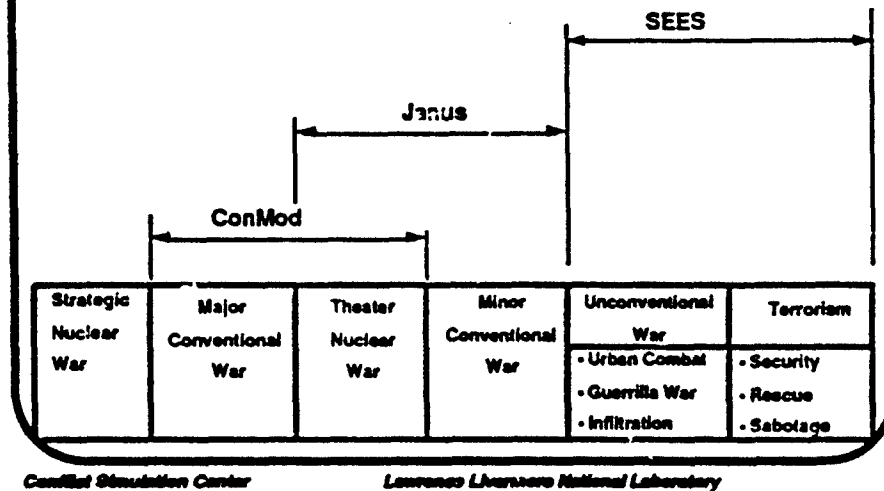 SEES
Janus
ConMod
Strategic
Nuclear
War
Major
Conventional
War
Theater
Nuclear
War
Minor
Conventional
War
Unconventional
War
• Urban Combat
• Guerrilla War
• Infiltration
Terrorism
• Security
• Rescue
• Sabotage
Conflict Simulation Center
Lawrence Livermore National Laboratory